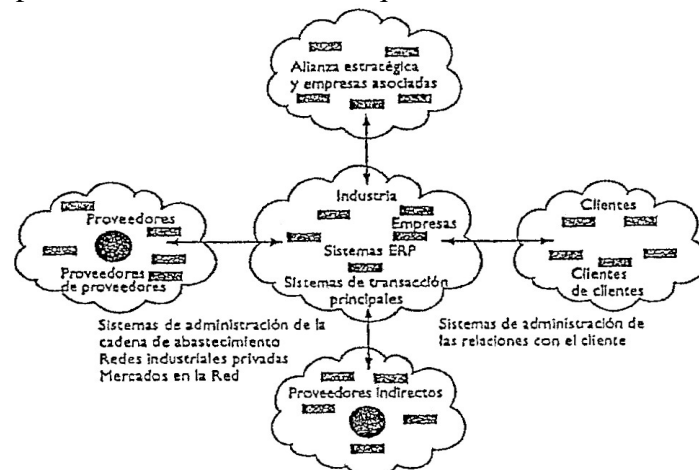 Alianza estratégica
y empresas asociadas
Industria
Empresas
Sistemas ERP
Sistemas de transacción
principales
Proveedores
Proveedores
de proveedores
Clientes
Clientes
de clientes
Sistemas de administración de la
cadena de abastecimiento
Redes industriales privadas
Mercados en la Red
Sistemas de administración de
las relaciones con el cliente
Proveedores indirectos